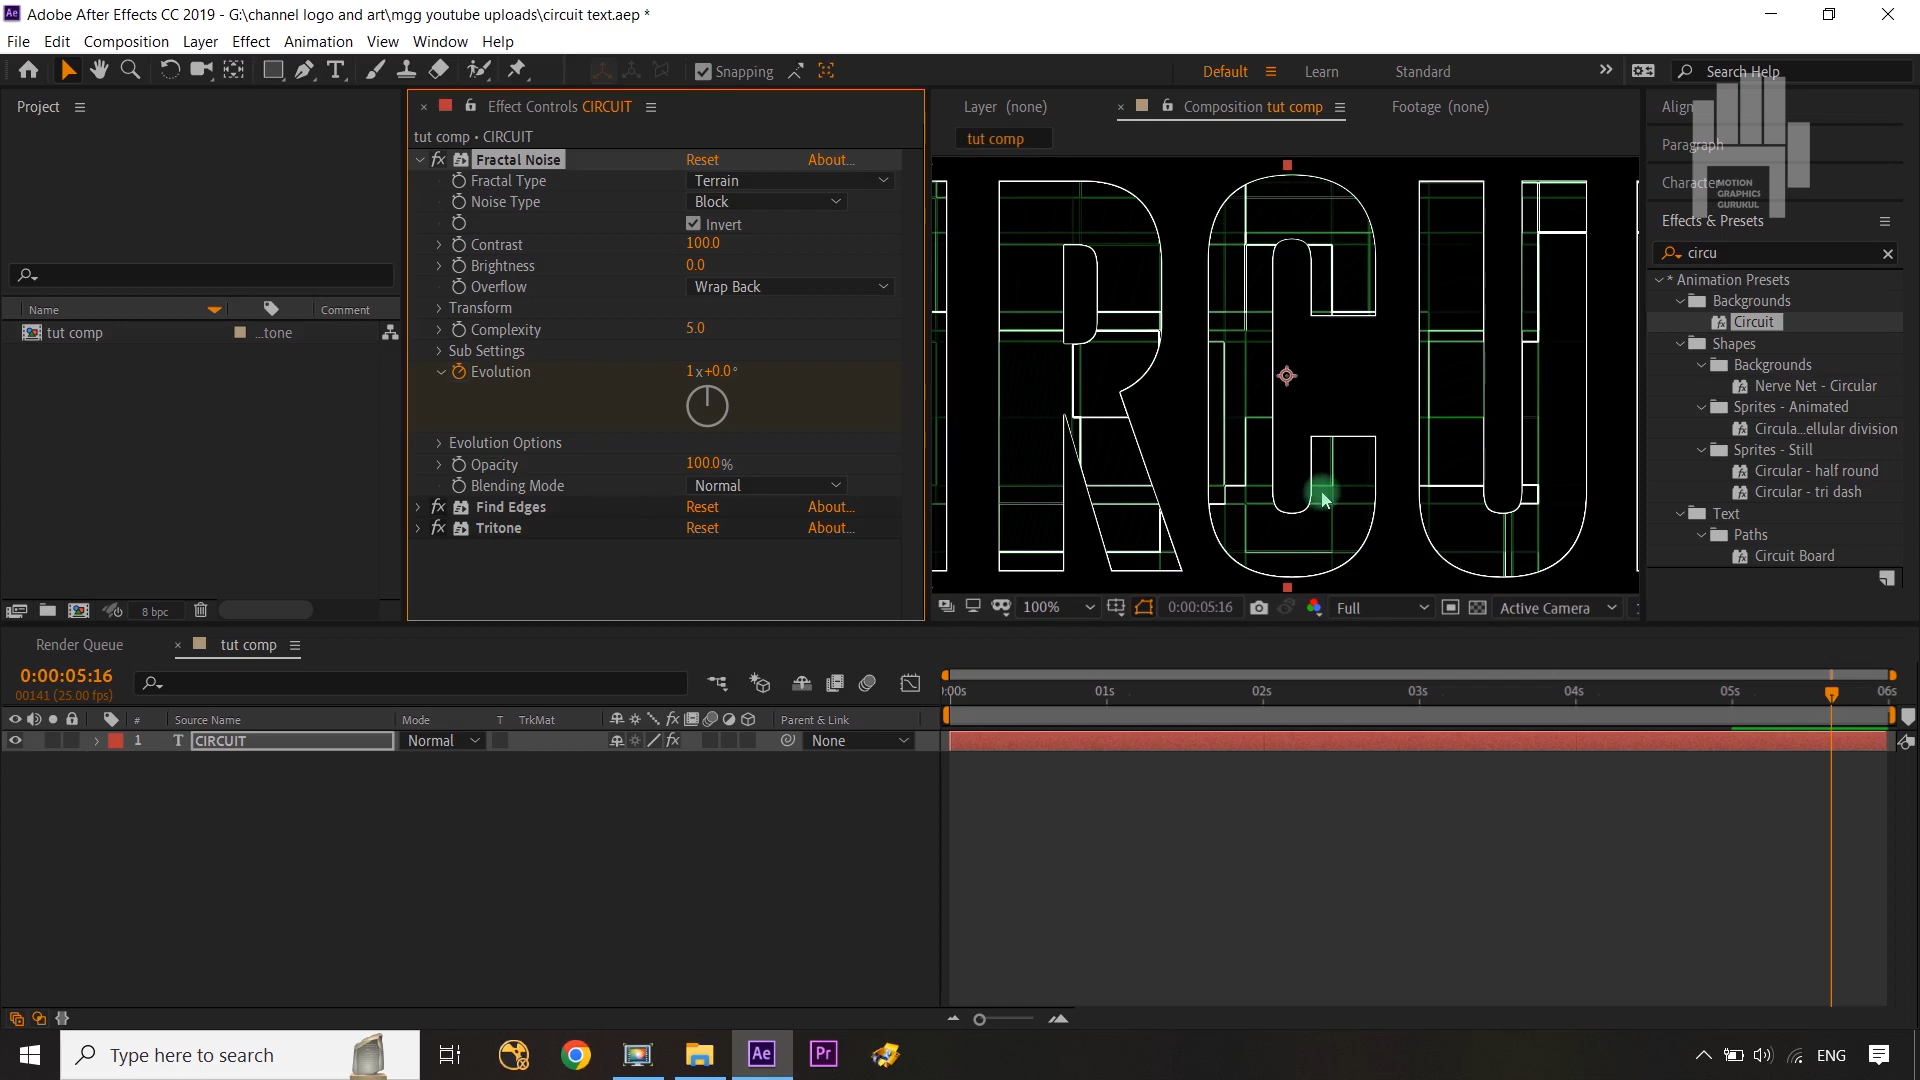 Adobe After Effects CC 2019 - G:\channel logo and art\mgg youtube uploads\circuit text.aep *
File Edit Composition Layer Effect Animation View Window Help
Snapping
Default Learn Standard
Search Help
Project
Name Comment
tut comp ...tone
8 bpc
Effect Controls CIRCUIT
tut comp • CIRCUIT
Fractal Noise Reset About...
Fractal Type Terrain
Noise Type Block
Invert
Contrast 100.0
Brightness 0.0
Overflow Wrap Back
Transform
Complexity 5.0
Sub Settings
Evolution 1x+0.0°
Evolution Options
Opacity 100.0%
Blending Mode Normal
Find Edges Reset About...
Tritone Reset About...
Layer (none) Composition tut comp Footage (none)
tut comp
RCU
100% 0:00:05:16 Full Active Camera
Paragraph
MOTION
GRAPHICS
GURUKUL
Effects & Presets
circu
* Animation Presets
Backgrounds
Circuit
Shapes
Backgrounds
Nerve Net - Circular
Sprites - Animated
Circula...ellular division
Sprites - Still
Circular - half round
Circular - tri dash
Text
Paths
Circuit Board
Render Queue tut comp
0:00:05:16
00141 (25.00 fps)
:00s 01s 02s 03s 04s 05s 06s
# Source Name Mode T TrkMat fx Parent & Link
1 T CIRCUIT Normal fx None
Type here to search
Ae Pr
ENG